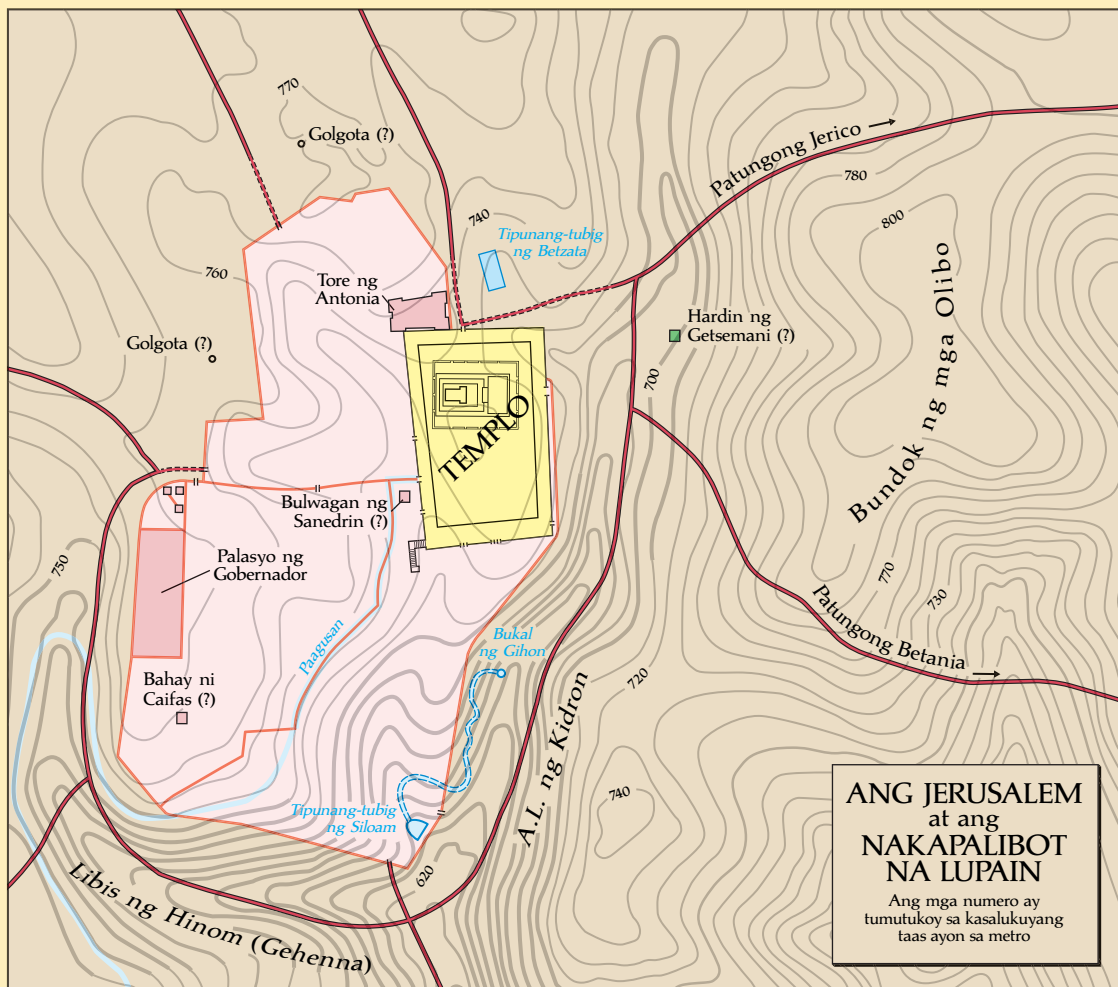 770
Golgota (?)
Patungong Jerico
780
740
Tipunang-tubig
ng Betzata
800
760
Tore ng
Antonia
Bundok ng mga Olibo
Hardin ng
Getsemani (?)
Golgota (?)
700
TEMPLO
Bulwagan ng
Sanedrin (?)
750
Palasyo ng
Gobernador
770
730
Patungong Betania
Paagusan
Bukal
ng Gihon
720
Bahay ni
Caifas (?)
A.L. ng Kidron
740
Tipunang-tubig
ng Siloam
620
Libis ng Hinom (Gehenna)
ANG JERUSALEM
at ang
NAKAPALIBOT
NA LUPAIN
Ang mga numero ay
tumutukoy sa kasalukuyang
taas ayon sa metro